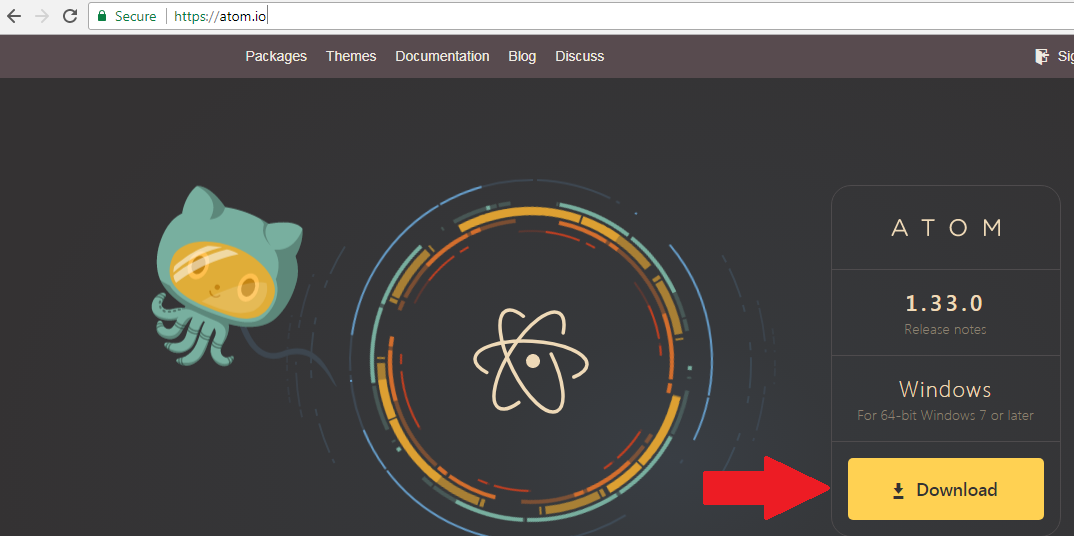 Secure https://atom.io
Packages Themes Documentation Blog Discuss
ATOM
1.33.0
Release notes
Windows
For 64-bit Windows 7 or later
Download